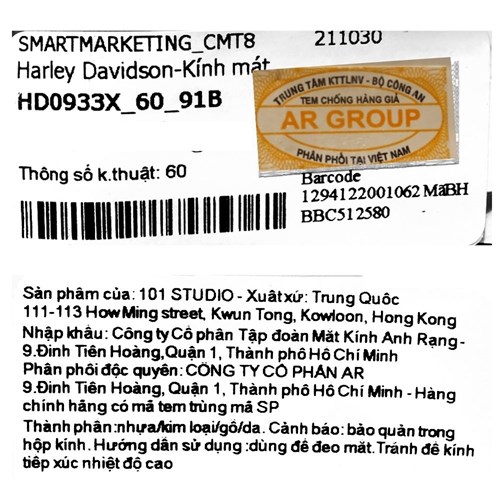 SMARTMARKETING_CMT8 211030
Harley Davidson-Kính mát
HD0933X_60_91B
TRUNG TÂM KTTLNV - BỘ CÔNG AN
TEM CHỐNG HÀNG GIẢ
AR GROUP
PHÂN PHỐI TẠI VIỆT NAM
Thông số k.thuật: 60
Barcode
1294122001062 MãBH
BBC512580
Sản phẩm của: 101 STUDIO - Xuất xứ: Trung Quốc
111-113 How Ming street, Kwun Tong, Kowloon, Hong Kong
Nhập khẩu: Công ty Cổ phân Tập đoàn Mắt Kính Anh Rạng-
9.Đinh Tiên Hoàng,Quận 1, Thành phố Hồ Chí Minh
Phân phối độc quyền: CÔNG TY CỔ PHẦN AR
9.Đinh Tiên Hoàng, Quận 1, Thành phố Hồ Chí Minh - Hàng
chính hãng có mã tem trùng mã SP
Thành phần:nhựa/kim loại/gỗ/da. Cảnh báo: bảo quản trong
hộp kính. Hướng dẫn sử dụng :dùng để đeo mắt.Tránh để kính
tiếp xúc nhiệt độ cao